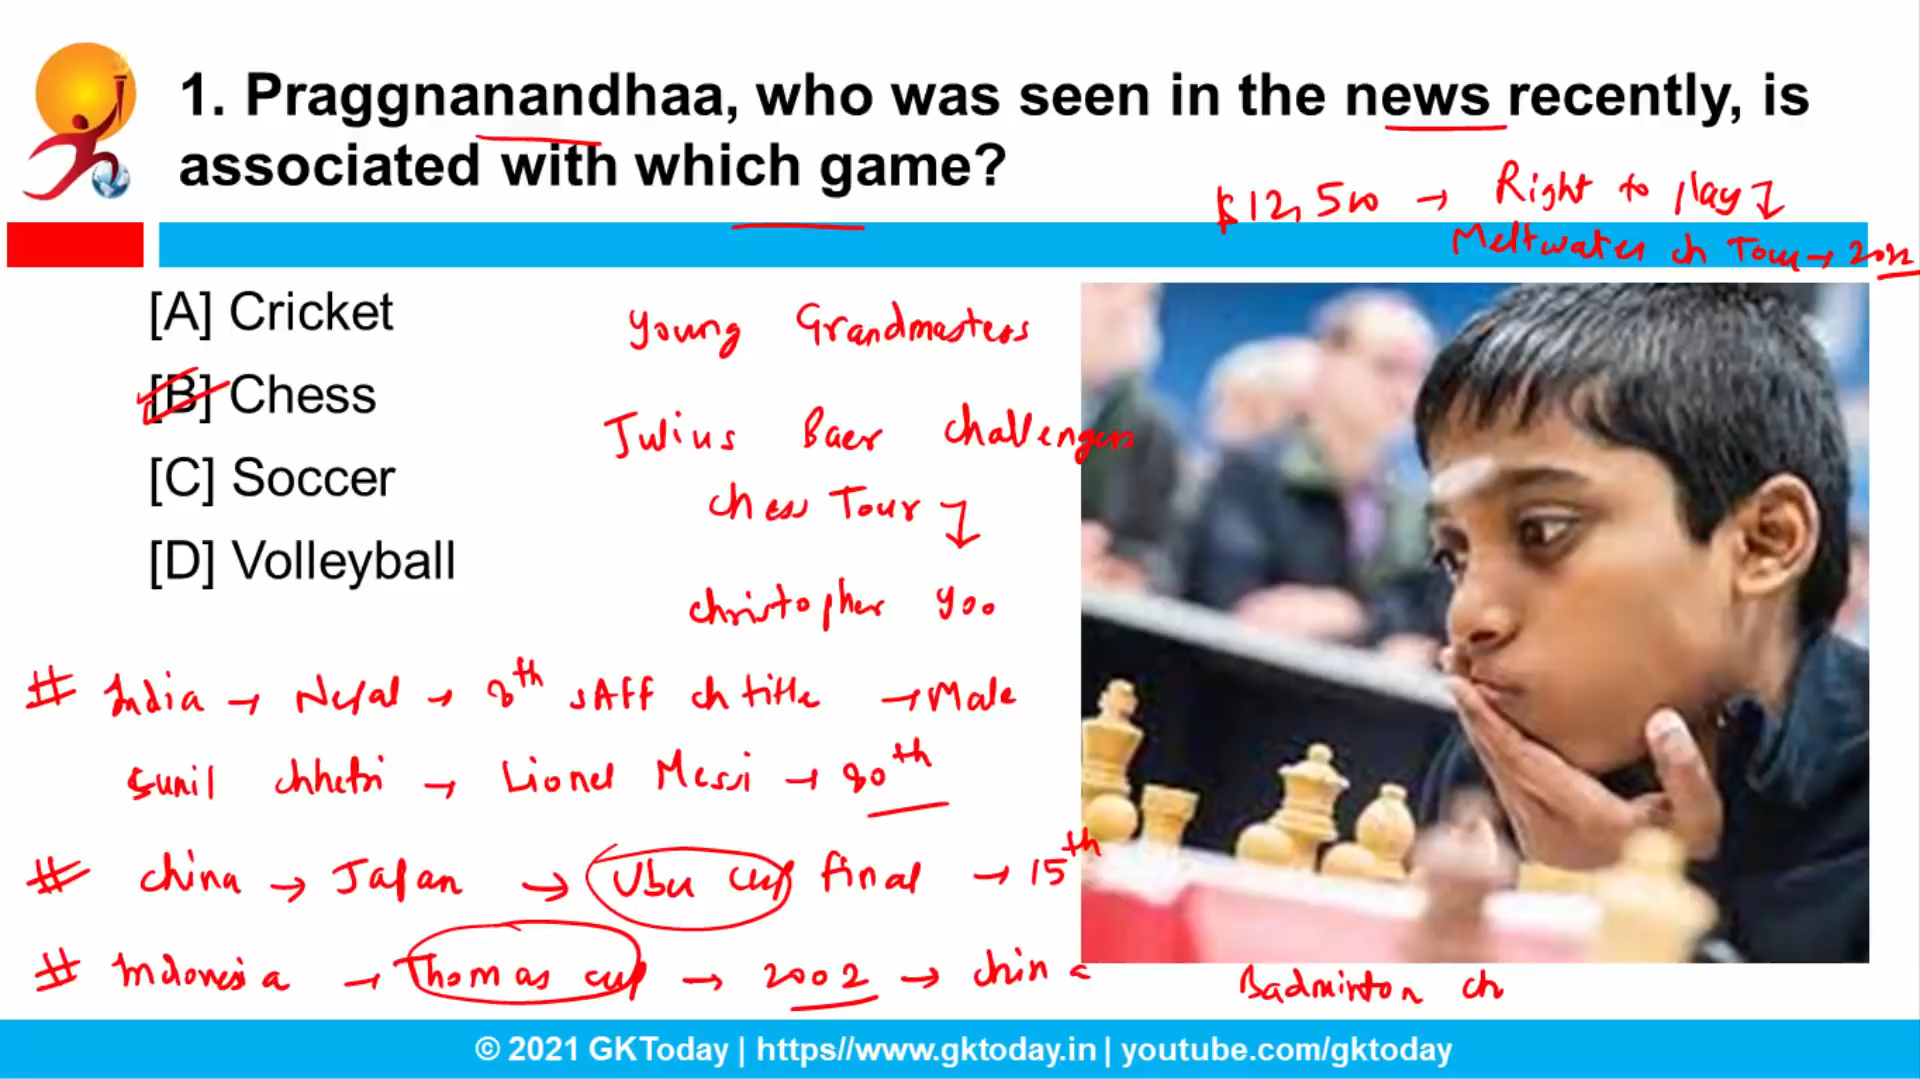 1. Praggnanandhaa, who was seen in the news recently, is
associated with which game?
$12,500 → Right to Play
Meltwater ch Tour → 2022
[A] Cricket
[B] Chess
[C] Soccer
[D] Volleyball
Young Grandmasters
Julius Baer Challengers
Chess Tour
Christopher Yoo
# India → Nepal → 8th SAFF ch title → Male
Sunil Chhetri → Lionel Messi → 80th
# China → Japan → Uber Cup final → 15th
# Indonesia → Thomas cup → 2002 → China
Badminton ch
© 2021 GKToday | https//www.gktoday.in | youtube.com/gktoday